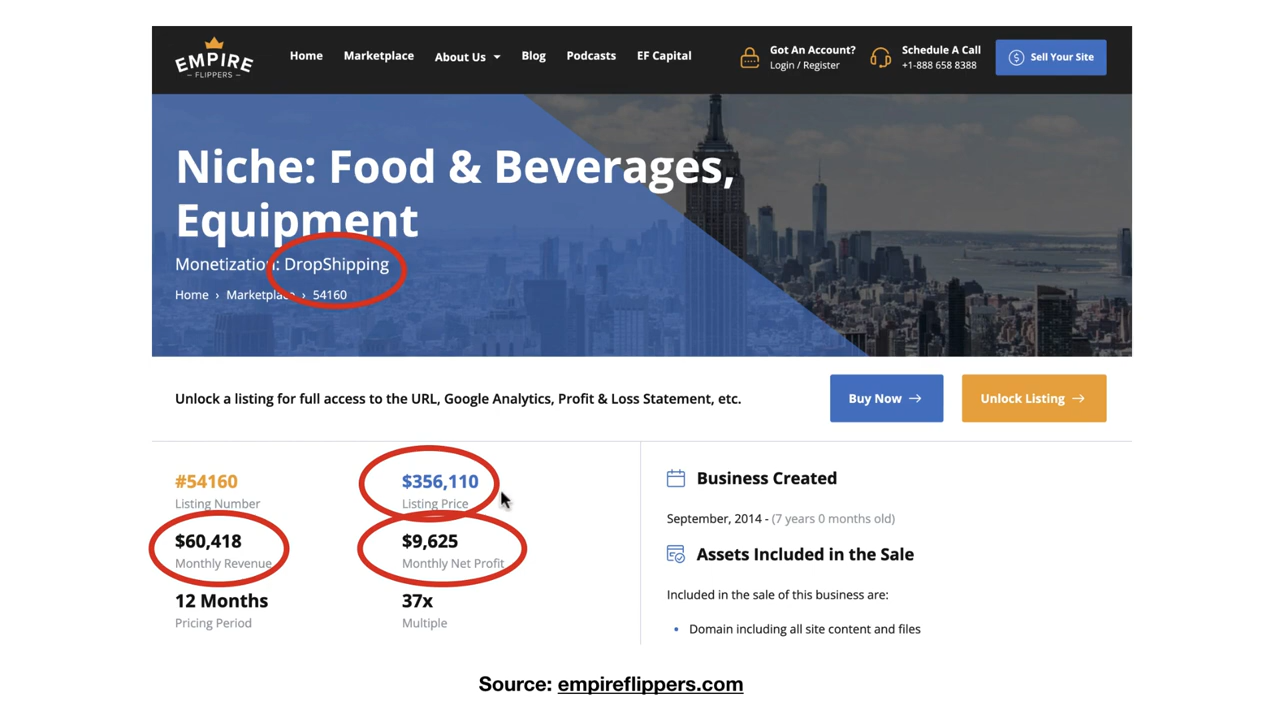 EMPIRE
FLIPPERS
Home Marketplace About Us Blog Podcasts EF Capital
Got An Account?
Login / Register
Schedule A Call
+1-888 658 8388
Sell Your Site
Niche: Food & Beverages,
Equipment
Monetization: DropShipping
Home › Marketplace › 54160
Unlock a listing for full access to the URL, Google Analytics, Profit & Loss Statement, etc.
Buy Now →
Unlock Listing →
#54160
Listing Number
$356,110
Listing Price
$60,418
Monthly Revenue
$9,625
Monthly Net Profit
12 Months
Pricing Period
37x
Multiple
Business Created
September, 2014 - (7 years 0 months old)
Assets Included in the Sale
Included in the sale of this business are:
• Domain including all site content and files
Source: empireflippers.com